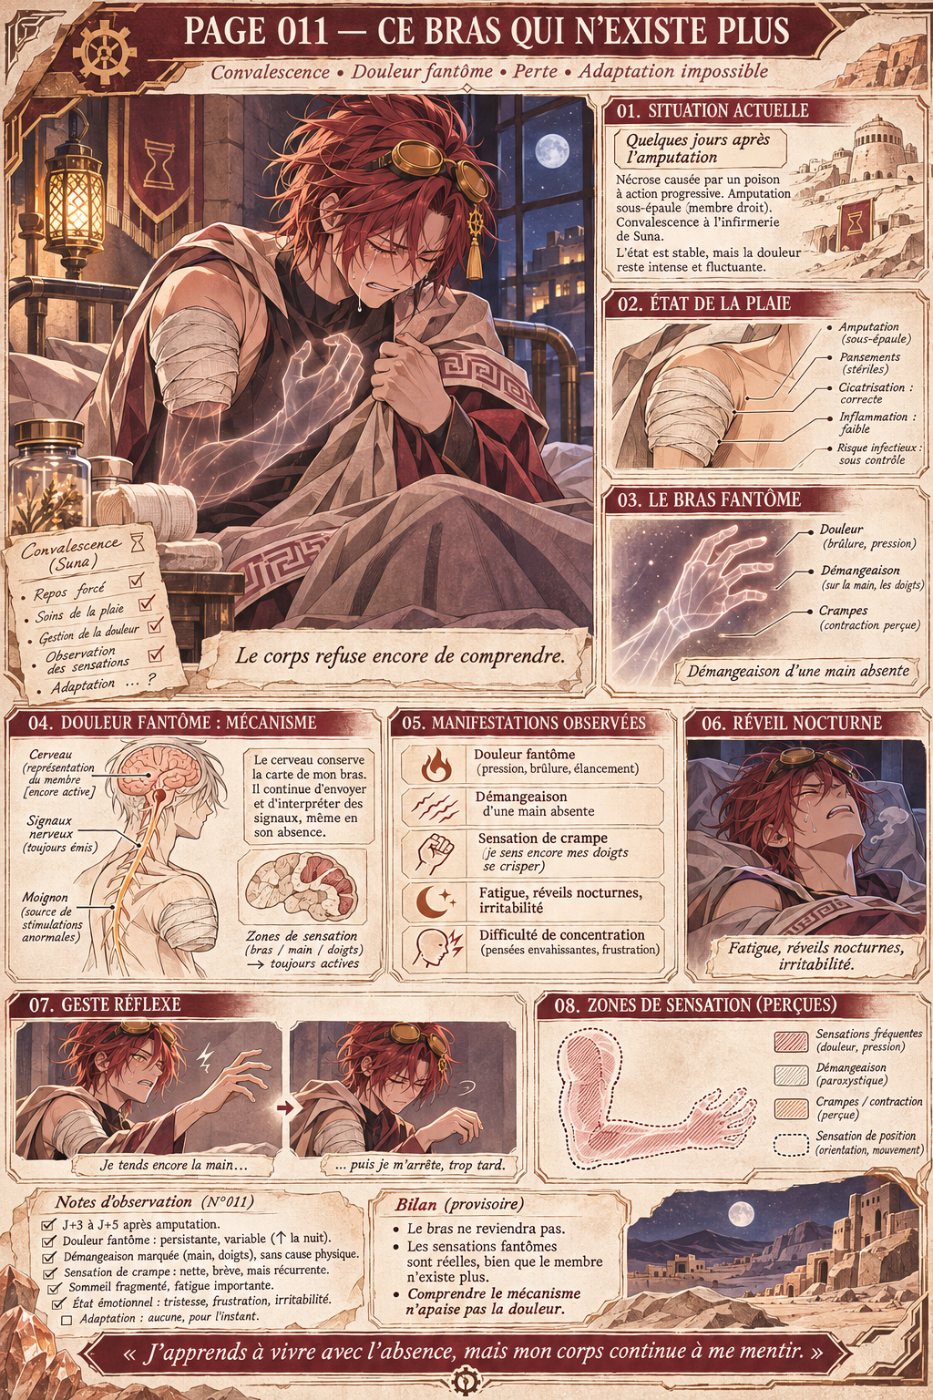 PAGE 011 — CE BRAS QUI N'EXISTE PLUS
Convalescence • Douleur fantôme • Perte • Adaptation impossible
01. SITUATION ACTUELLE
Quelques jours après
l'amputation
Nécrose causée par un poison
à action progressive. Amputation
sous-épaule (membre droit).
Convalescence à l'infirmerie
de Suna.
L'état est stable, mais la douleur
reste intense et fluctuante.
02. ÉTAT DE LA PLAIE
• Amputation
(sous-épaule)
• Pansements
(stériles)
• Cicatrisation :
correcte
• Inflammation :
faible
• Risque infectieux :
sous contrôle
03. LE BRAS FANTÔME
Douleur
(brûlure, pression)
Démangeaison
(sur la main, les doigts)
Crampes
(contraction perçue)
Démangeaison d'une main absente
Convalescence
(Suna)
• Repos forcé
• Soins de la plaie
• Gestion de la douleur
• Observation
des sensations
• Adaptation ... ?
Le corps refuse encore de comprendre.
04. DOULEUR FANTÔME : MÉCANISME
Cerveau
(représentation
du membre
[encore active]
Signaux
nerveux
(toujours émis)
Moignon
(source de
stimulations
anormales)
Le cerveau conserve
la carte de mon bras.
Il continue d'envoyer
et d'interpréter des
signaux, même en
son absence.
Zones de sensation
(bras / main / doigts)
→ toujours actives
05. MANIFESTATIONS OBSERVÉES
Douleur fantôme
(pression, brûlure, élancement)
Démangeaison
d'une main absente
Sensation de crampe
(je sens encore mes doigts
se crisper)
Fatigue, réveils nocturnes,
irritabilité
Difficulté de concentration
(pensées envahissantes, frustration)
06. RÉVEIL NOCTURNE
Fatigue, réveils nocturnes,
irritabilité.
07. GESTE RÉFLEXE
Je tends encore la main...
... puis je m'arrête, trop tard.
08. ZONES DE SENSATION (PERÇUES)
Sensations fréquentes
(douleur, pression)
Démangeaison
(paroxystique)
Crampes / contraction
(perçue)
Sensation de position
(orientation, mouvement)
Notes d'observation (N°011)
J+3 à J+5 après amputation.
Douleur fantôme : persistante, variable (↑ la nuit).
Démangeaison marquée (main, doigts), sans cause physique.
Sensation de crampe : nette, brève, mais récurrente.
Sommeil fragmenté, fatigue importante.
État émotionnel : tristesse, frustration, irritabilité.
Adaptation : aucune, pour l'instant.
Bilan (provisoire)
• Le bras ne reviendra pas.
• Les sensations fantômes
sont réelles, bien que le membre
n'existe plus.
• Comprendre le mécanisme
n'apaise pas la douleur.
« J'apprends à vivre avec l'absence, mais mon corps continue à me mentir. »